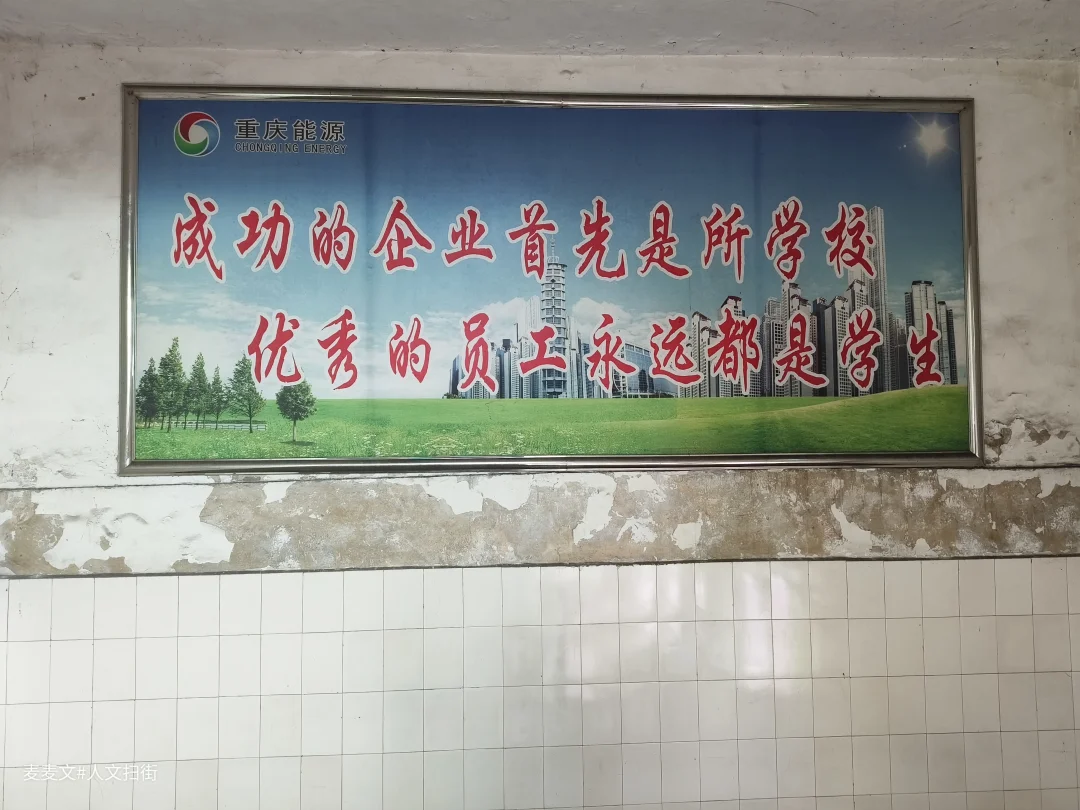 重庆能源
CHONGQING ENERGY
成功的企业首先是所学校
优秀的员工永远都是学生
麦麦文#人文扫街